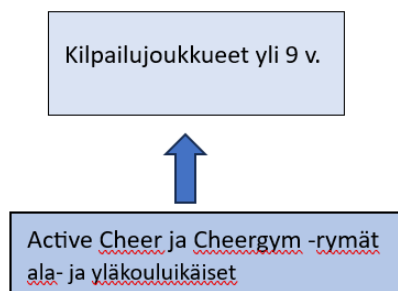 Kilpailujoukkueet yli 9 v.
Active Cheer ja Cheergym -rymät
ala- ja yläkouluikäiset